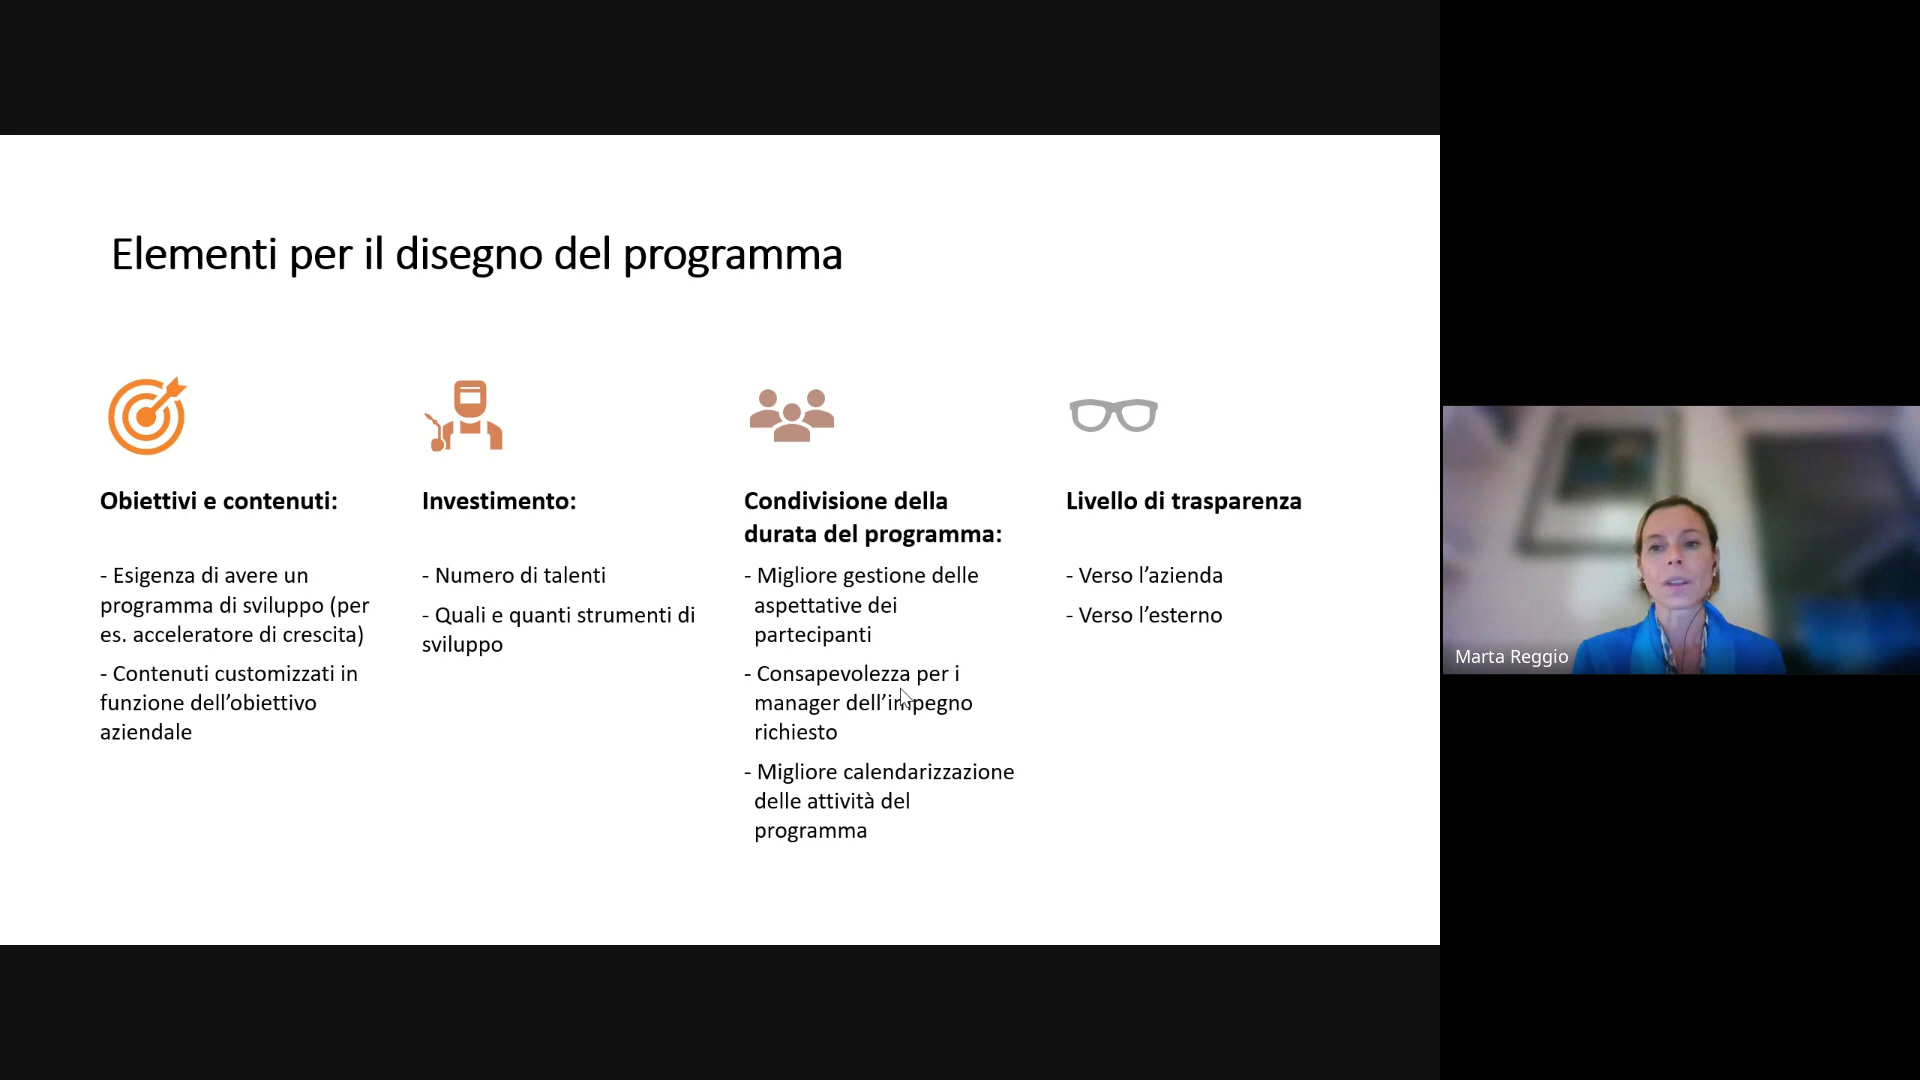 Elementi per il disegno del programma
Obiettivi e contenuti:
- Esigenza di avere un
programma di sviluppo (per
es. acceleratore di crescita)
- Contenuti customizzati in
funzione dell’obiettivo
aziendale
Investimento:
- Numero di talenti
- Quali e quanti strumenti di
sviluppo
Condivisione della
durata del programma:
- Migliore gestione delle
aspettative dei
partecipanti
- Consapevolezza per i
manager dell’impegno
richiesto
- Migliore calendarizzazione
delle attività del
programma
Livello di trasparenza
- Verso l’azienda
- Verso l’esterno
Marta Reggio